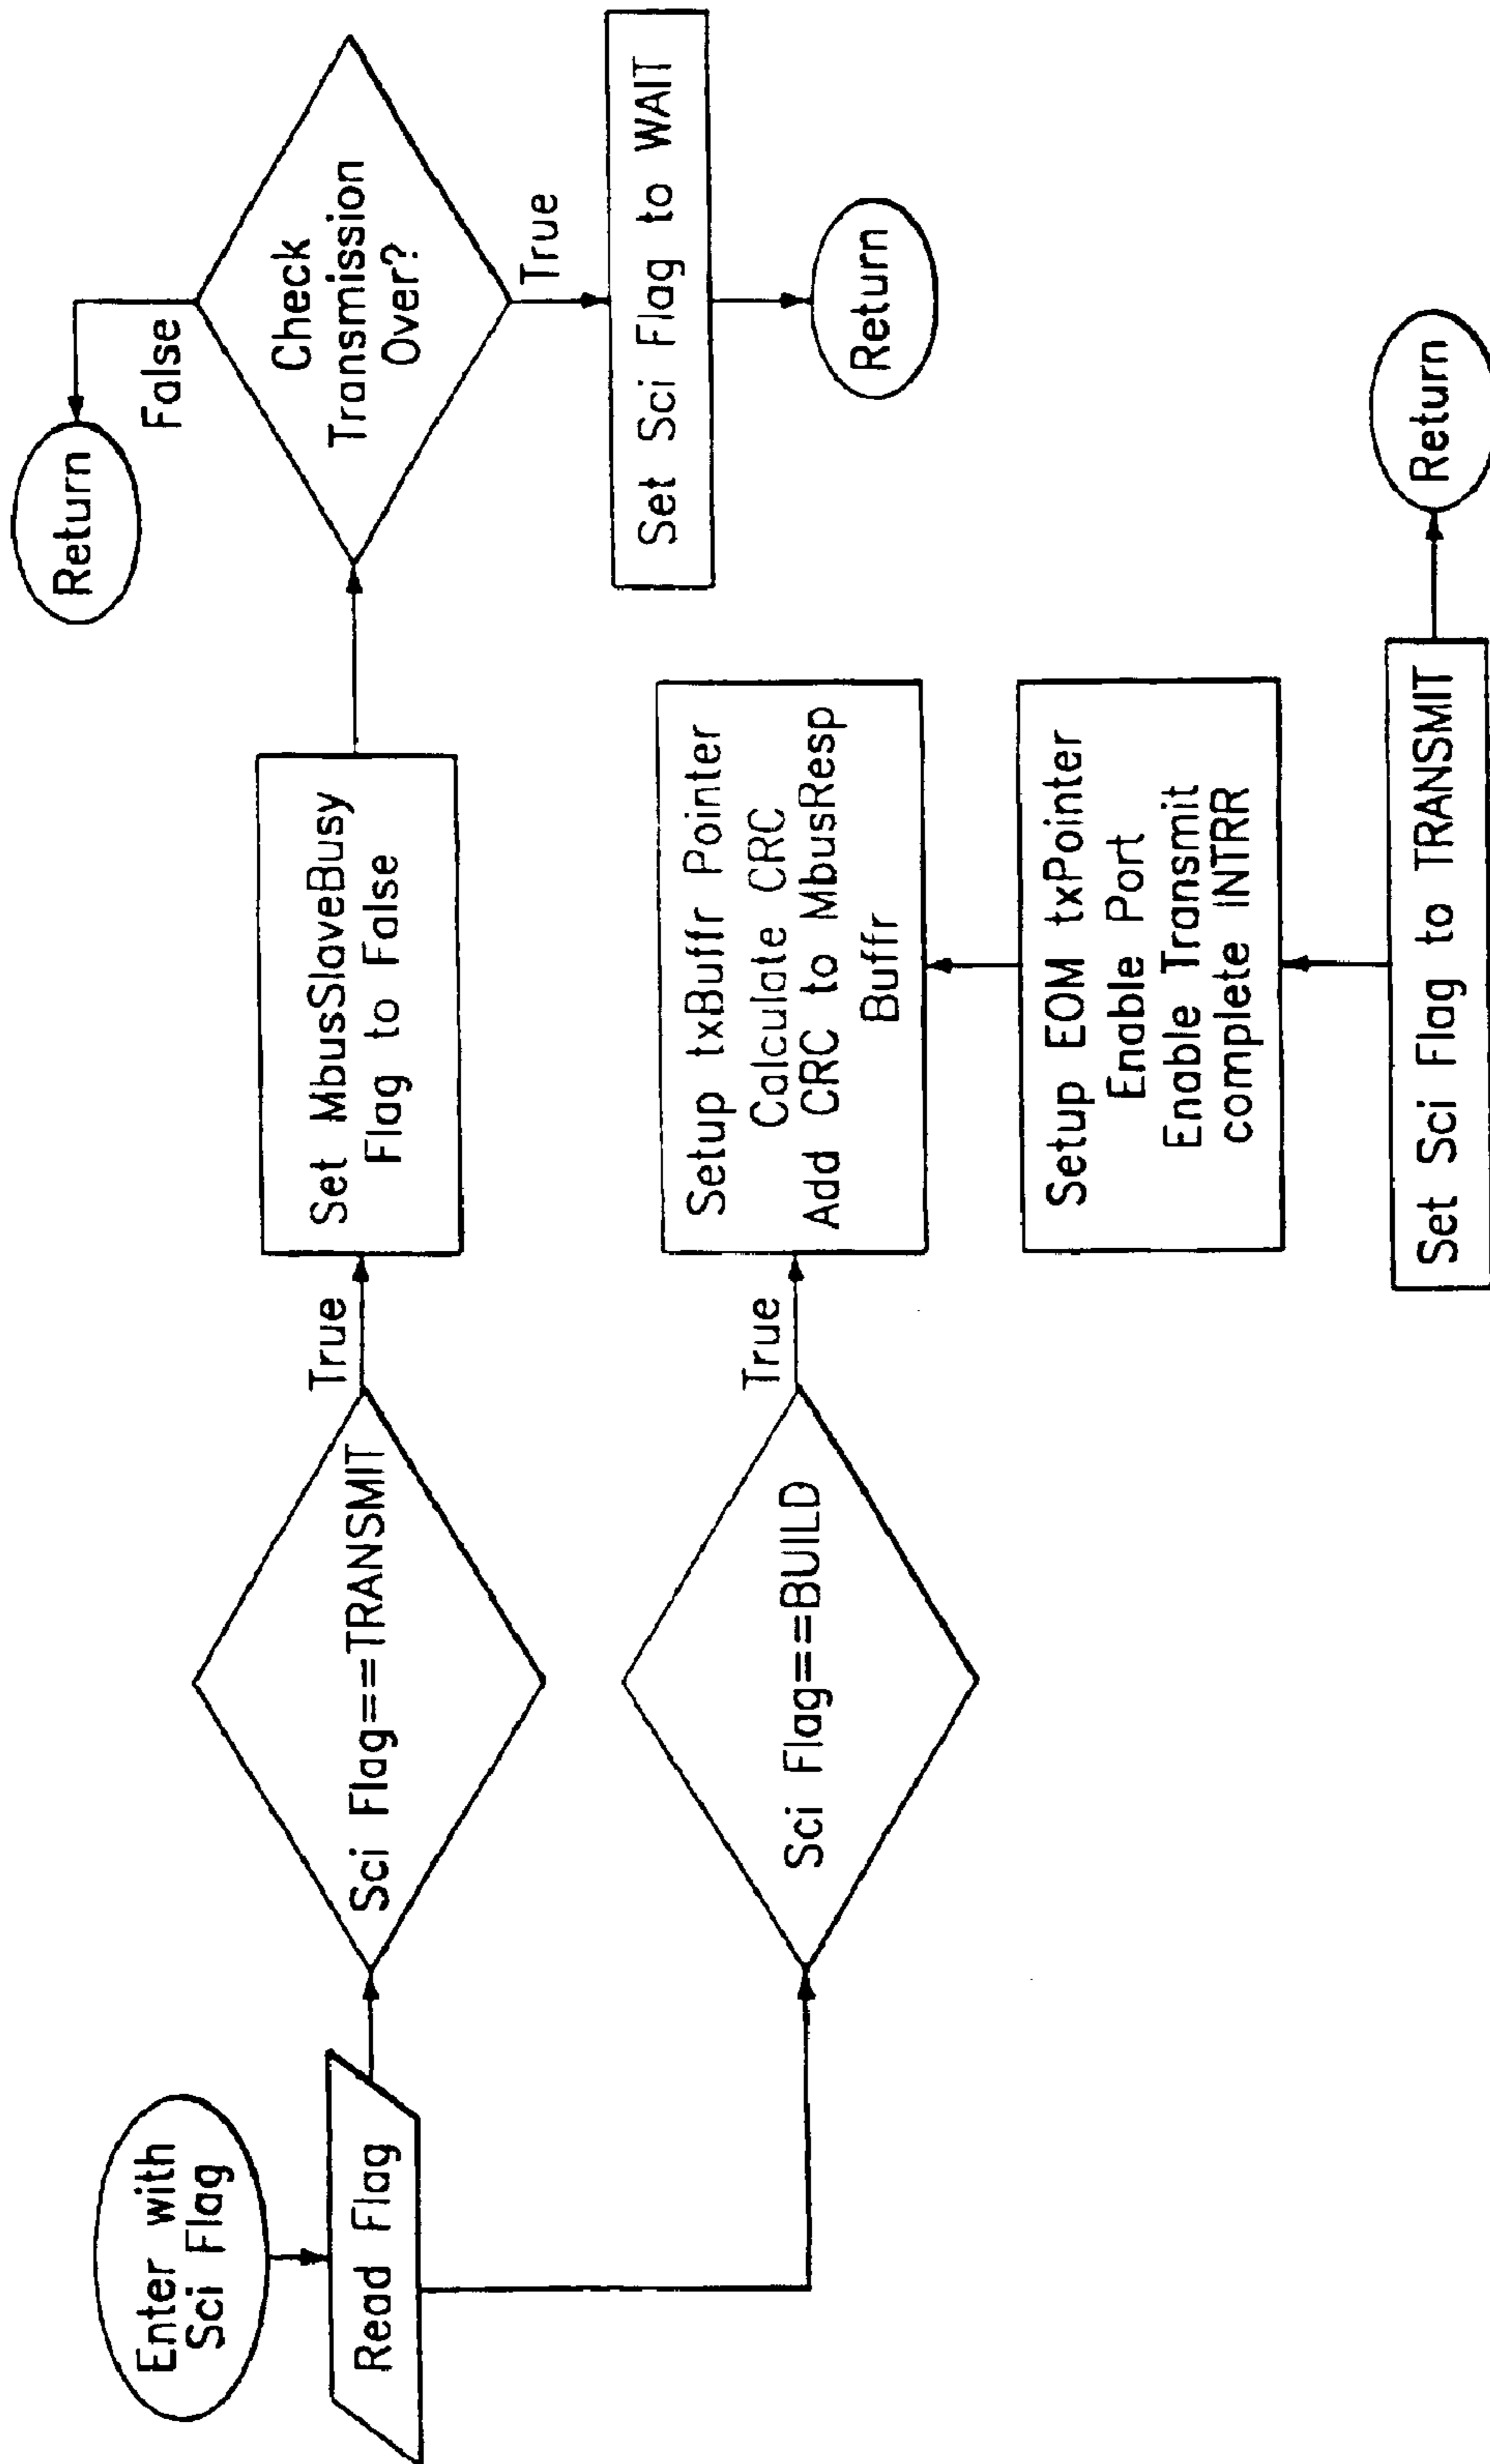 Enter with
Sci Flag
Read Flag
Sci Flag==TRANSMIT
True
Set MbusSlaveBusy
Flag to False
Check
Transmission
Over?
False
Return
True
Set Sci Flag to WAIT
Return
Sci Flag==BUILD
True
Setup txBuffr Pointer
Calculate CRC
Add CRC to MbusResp
Buffr
Setup EOM txPointer
Enable Port
Enable Transmit
complete INTRR
Set Sci Flag to TRANSMIT
Return